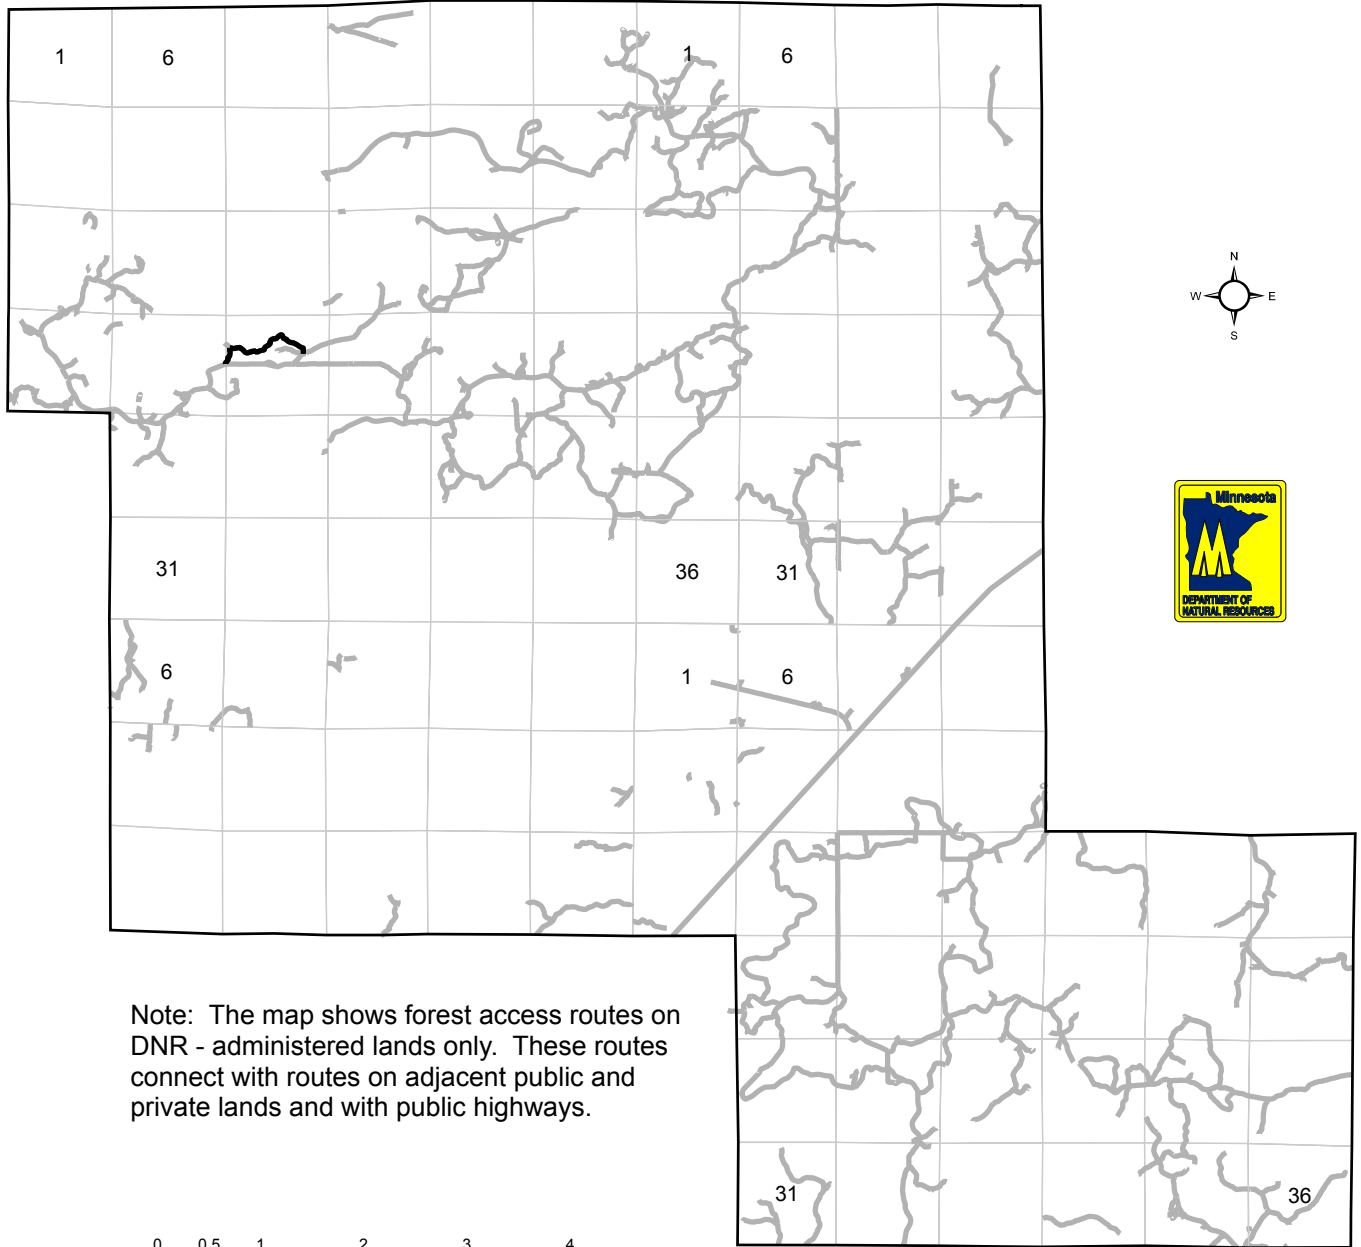 1
6
1
6
N
W
E
S
Minnesota
DEPARTMENT OF
NATURAL RESOURCES
31
36
31
6
1
6
Note: The map shows forest access routes on
DNR - administered lands only. These routes
connect with routes on adjacent public and
private lands and with public highways.
31
36
0 0.5 1 2 3 4